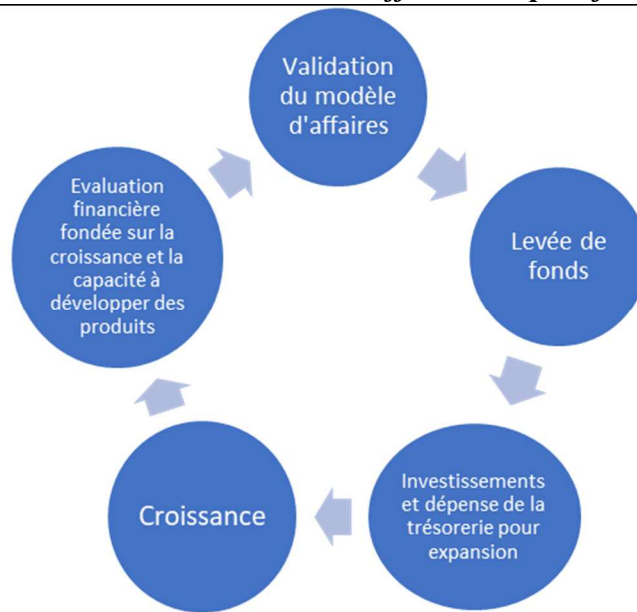 Validation
du modèle
d'affaires
Levée de
fonds
Investissements
et dépense de la
trésorerie pour
expansion
Croissance
Evaluation
financière
fondée sur la
croissance et la
capacité à
développer des
produits